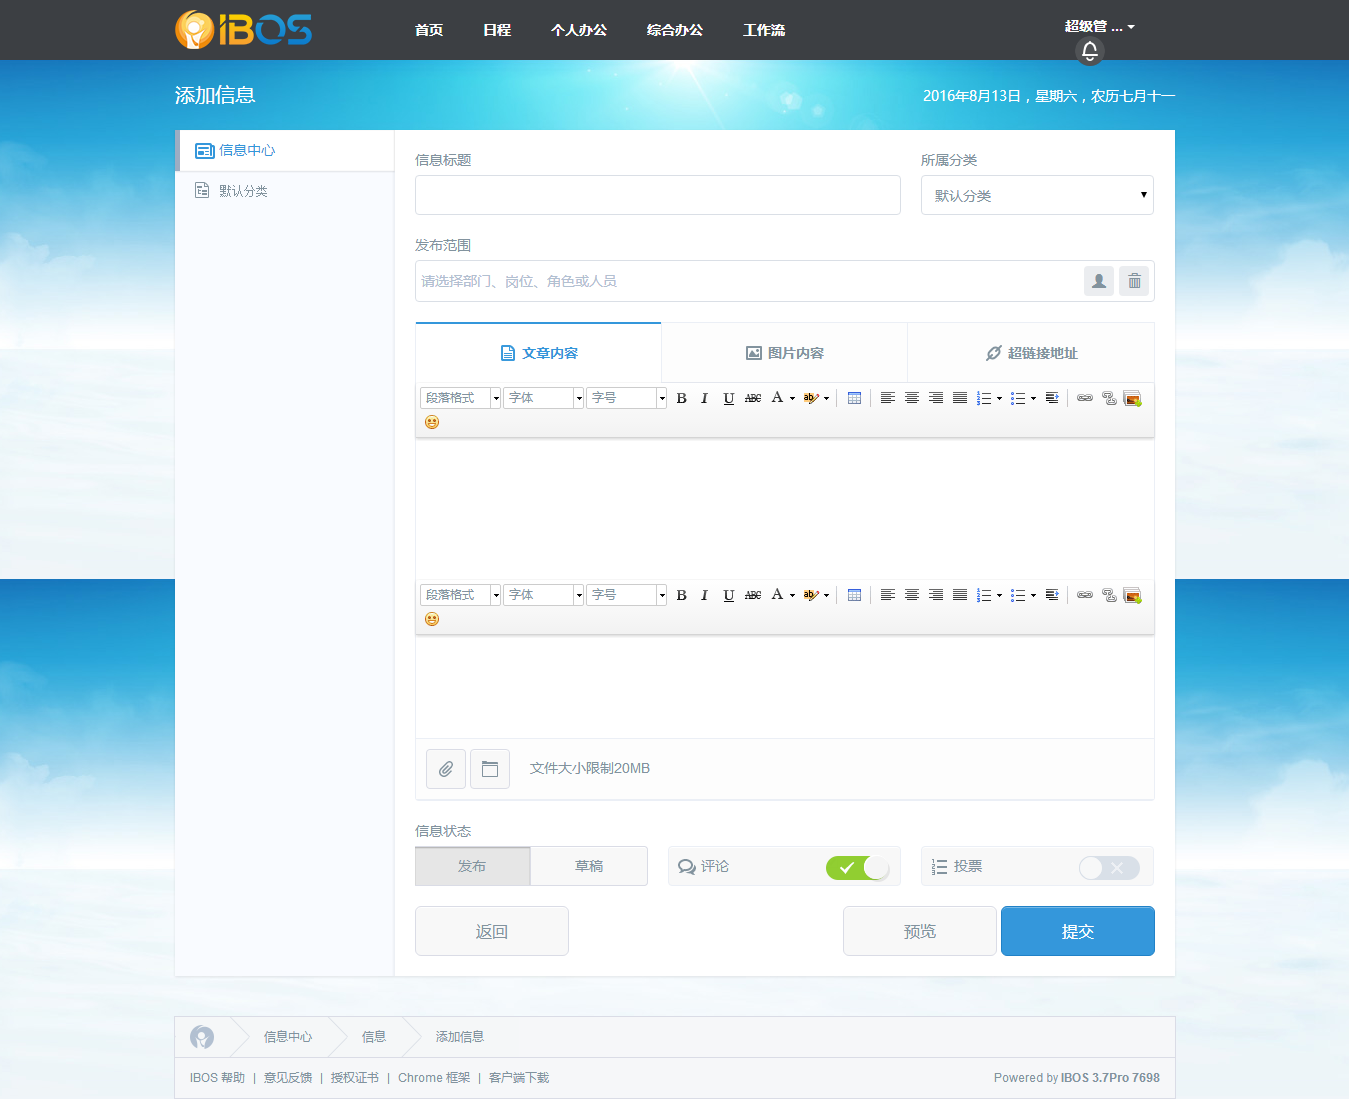 IBOS
首页 日程 个人办公 综合办公 工作流
超级管 ...
添加信息
2016年8月13日，星期六，农历七月十一
信息中心
默认分类
信息标题
所属分类
默认分类
发布范围
请选择部门、岗位、角色或人员
文章内容 图片内容 超链接地址
段落格式 字体 字号 B I U ABC A ab
段落格式 字体 字号 B I U ABC A ab
文件大小限制20MB
信息状态
发布 草稿 评论 投票
返回 预览 提交
信息中心 信息 添加信息
IBOS 帮助 | 意见反馈 | 授权证书 | Chrome 框架 | 客户端下载
Powered by IBOS 3.7Pro 7698